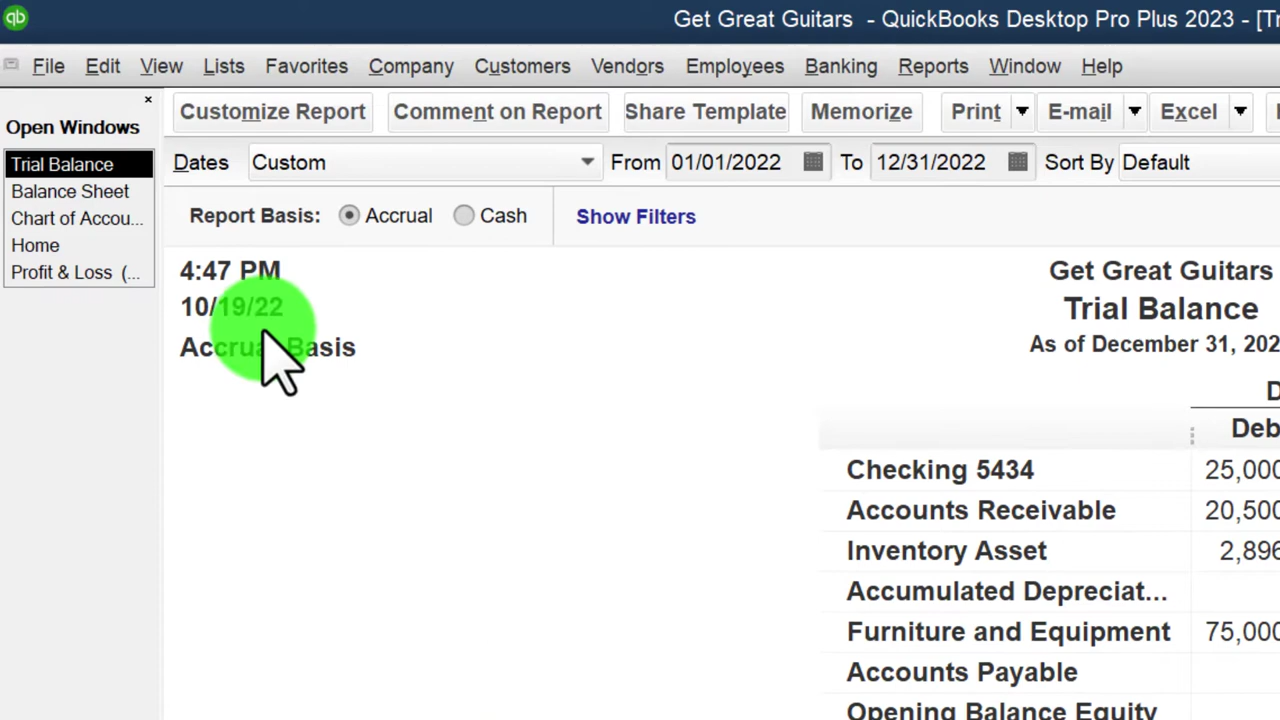 qb
Get Great Guitars - QuickBooks Desktop Pro Plus 2023 - [Tr
File Edit View Lists Favorites Company Customers Vendors Employees Banking Reports Window Help
Customize Report Comment on Report Share Template Memorize Print E-mail Excel
Open Windows
Dates Custom From 01/01/2022 To 12/31/2022 Sort By Default
Trial Balance
Balance Sheet
Chart of Accou...
Home
Profit & Loss (...
Report Basis: Accrual Cash Show Filters
4:47 PM
10/19/22
Accrual Basis
Get Great Guitars
Trial Balance
As of December 31, 202
D
Deb
Checking 5434 25,000
Accounts Receivable 20,500
Inventory Asset 2,896
Accumulated Depreciat...
Furniture and Equipment 75,000
Accounts Payable
Opening Balance Equity